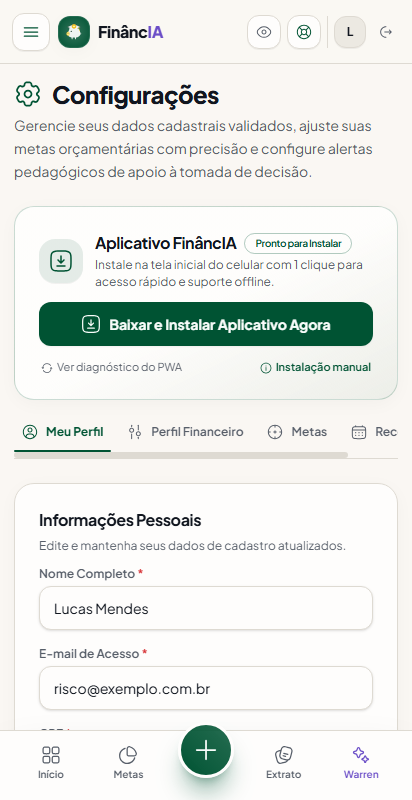 FinâncIA
L
Configurações
Gerencie seus dados cadastrais validados, ajuste suas
metas orçamentárias com precisão e configure alertas
pedagógicos de apoio à tomada de decisão.
Aplicativo FinâncIA Pronto para Instalar
Instale na tela inicial do celular com 1 clique para
acesso rápido e suporte offline.
Baixar e Instalar Aplicativo Agora
Ver diagnóstico do PWA Instalação manual
Meu Perfil Perfil Financeiro Metas Rec
Informações Pessoais
Edite e mantenha seus dados de cadastro atualizados.
Nome Completo *
Lucas Mendes
E-mail de Acesso *
risco@exemplo.com.br
Início Metas Extrato Warren